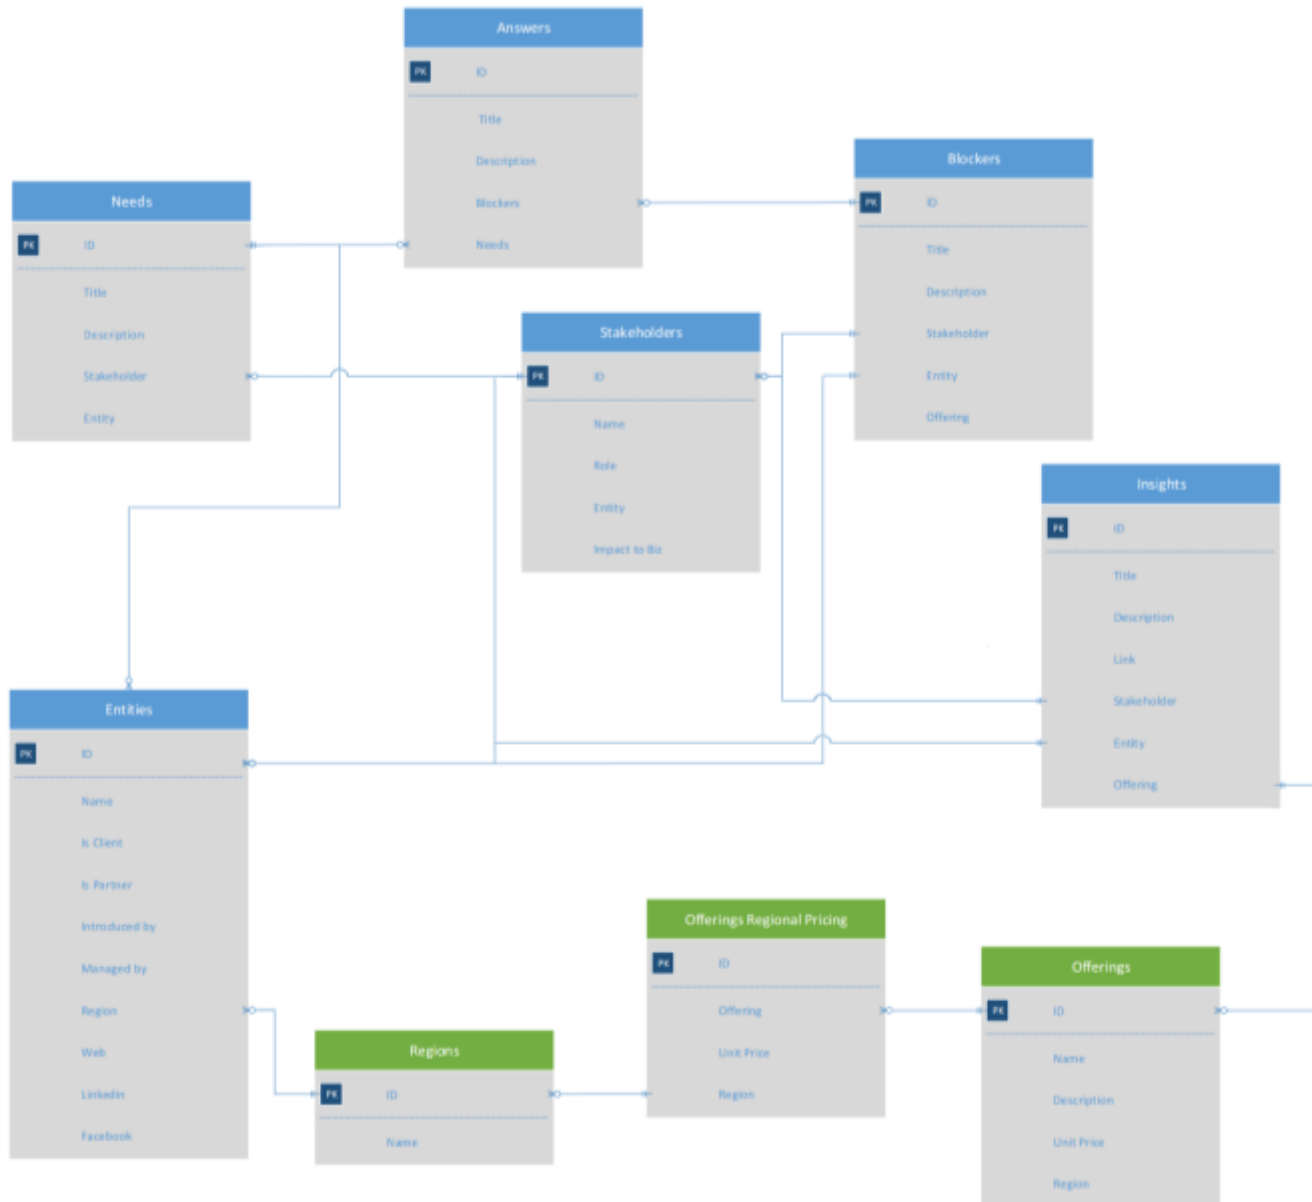 Answers
PK
ID
Title
Description
Blockers
Needs
Blockers
PK
ID
Title
Description
Stakeholder
Entity
Offering
Needs
PK
ID
Title
Description
Stakeholder
Entity
Stakeholders
PK
ID
Name
Role
Entity
Impact to Biz
Insights
PK
ID
Title
Description
Link
Stakeholder
Entity
Offering
Entities
PK
ID
Name
Is Client
Is Partner
Introduced by
Managed by
Region
Web
Linkedin
Facebook
Offerings Regional Pricing
PK
ID
Offering
Unit Price
Region
Offerings
PK
ID
Name
Description
Unit Price
Region
Regions
PK
ID
Name